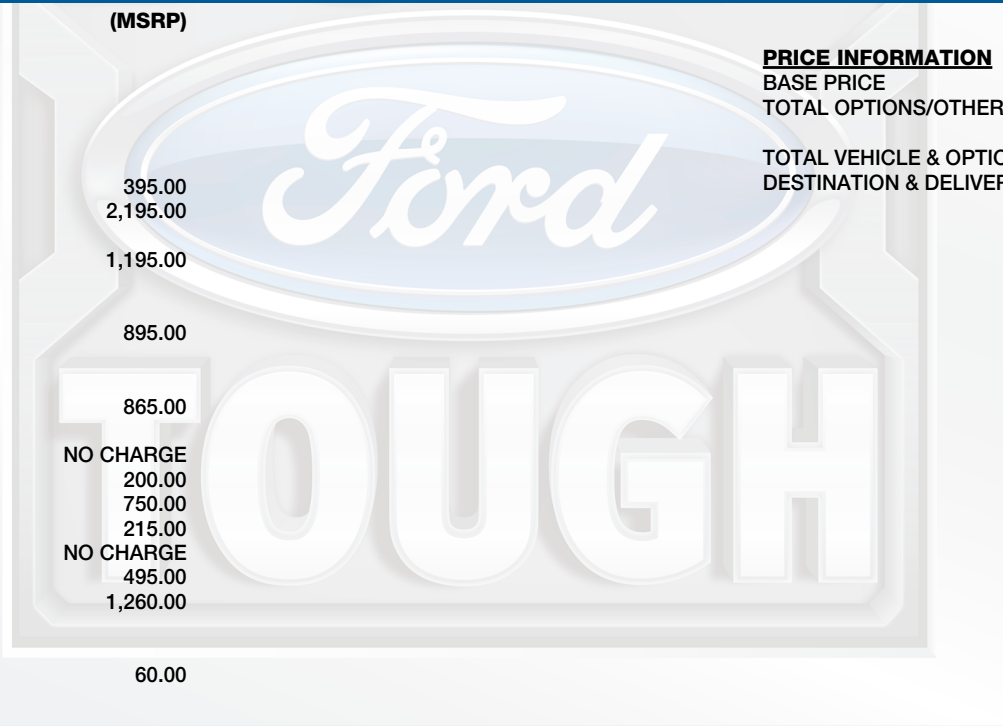 (MSRP)
395.00
2,195.00
1,195.00
895.00
865.00
NO CHARGE
200.00
750.00
215.00
NO CHARGE
495.00
1,260.00
60.00
PRICE INFORMATION
BASE PRICE
TOTAL OPTIONS/OTHER
TOTAL VEHICLE & OPTIO
DESTINATION & DELIVER
Ford
TOUGH